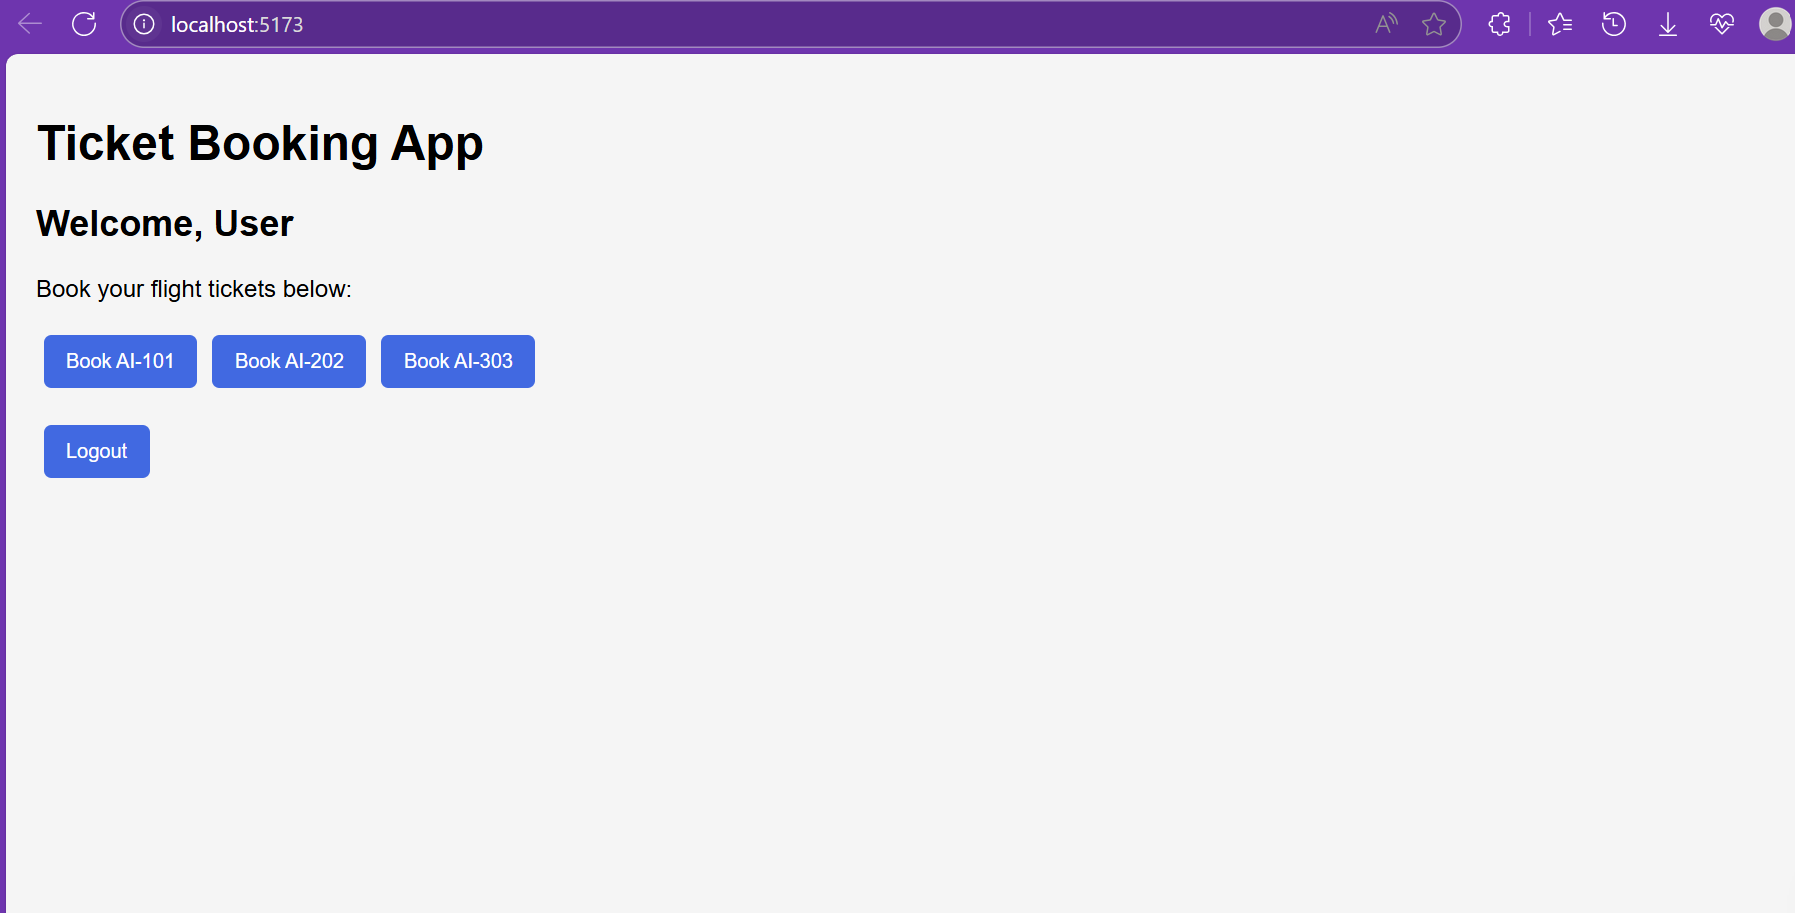 localhost:5173
Ticket Booking App
Welcome, User
Book your flight tickets below:
Book AI-101 Book AI-202 Book AI-303
Logout